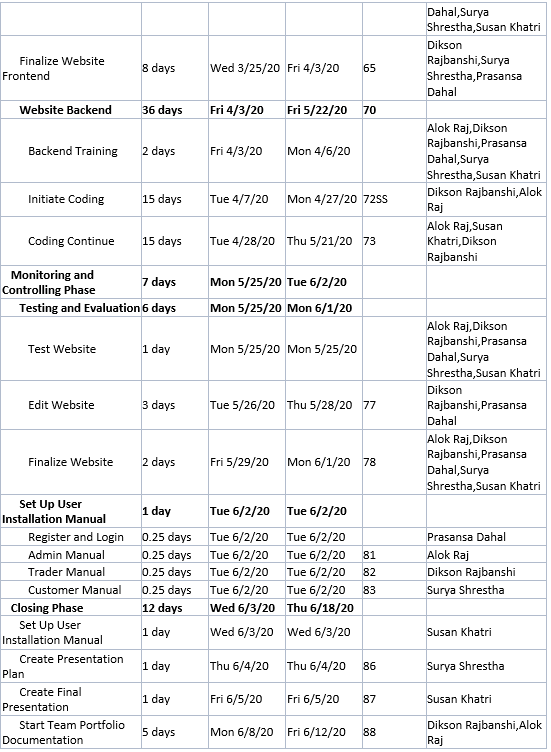 Dahal,Surya
Shrestha,Susan Khatri
Finalize Website
Frontend
8 days
Wed 3/25/20
Fri 4/3/20
65
Dikson
Rajbanshi,Surya
Shrestha,Prasansa
Dahal
Website Backend
36 days
Fri 4/3/20
Fri 5/22/20
70
Backend Training
2 days
Fri 4/3/20
Mon 4/6/20
Alok Raj,Dikson
Rajbanshi,Prasansa
Dahal,Surya
Shrestha,Susan Khatri
Initiate Coding
15 days
Tue 4/7/20
Mon 4/27/20
72SS
Dikson Rajbanshi,Alok
Raj
Coding Continue
15 days
Tue 4/28/20
Thu 5/21/20
73
Alok Raj,Susan
Khatri,Dikson
Rajbanshi
Monitoring and
Controlling Phase
7 days
Mon 5/25/20
Tue 6/2/20
Testing and Evaluation
6 days
Mon 5/25/20
Mon 6/1/20
Test Website
1 day
Mon 5/25/20
Mon 5/25/20
Alok Raj,Dikson
Rajbanshi,Prasansa
Dahal,Surya
Shrestha,Susan Khatri
Edit Website
3 days
Tue 5/26/20
Thu 5/28/20
77
Dikson
Rajbanshi,Prasansa
Dahal
Finalize Website
2 days
Fri 5/29/20
Mon 6/1/20
78
Alok Raj,Dikson
Rajbanshi,Prasansa
Dahal,Surya
Shrestha,Susan Khatri
Set Up User
Installation Manual
1 day
Tue 6/2/20
Tue 6/2/20
Register and Login
0.25 days
Tue 6/2/20
Tue 6/2/20
Prasansa Dahal
Admin Manual
0.25 days
Tue 6/2/20
Tue 6/2/20
81
Alok Raj
Trader Manual
0.25 days
Tue 6/2/20
Tue 6/2/20
82
Dikson Rajbanshi
Customer Manual
0.25 days
Tue 6/2/20
Tue 6/2/20
83
Surya Shrestha
Closing Phase
12 days
Wed 6/3/20
Thu 6/18/20
Set Up User
Installation Manual
1 day
Wed 6/3/20
Wed 6/3/20
Susan Khatri
Create Presentation
Plan
1 day
Thu 6/4/20
Thu 6/4/20
86
Surya Shrestha
Create Final
Presentation
1 day
Fri 6/5/20
Fri 6/5/20
87
Susan Khatri
Start Team Portfolio
Documentation
5 days
Mon 6/8/20
Fri 6/12/20
88
Dikson Rajbanshi,Alok
Raj